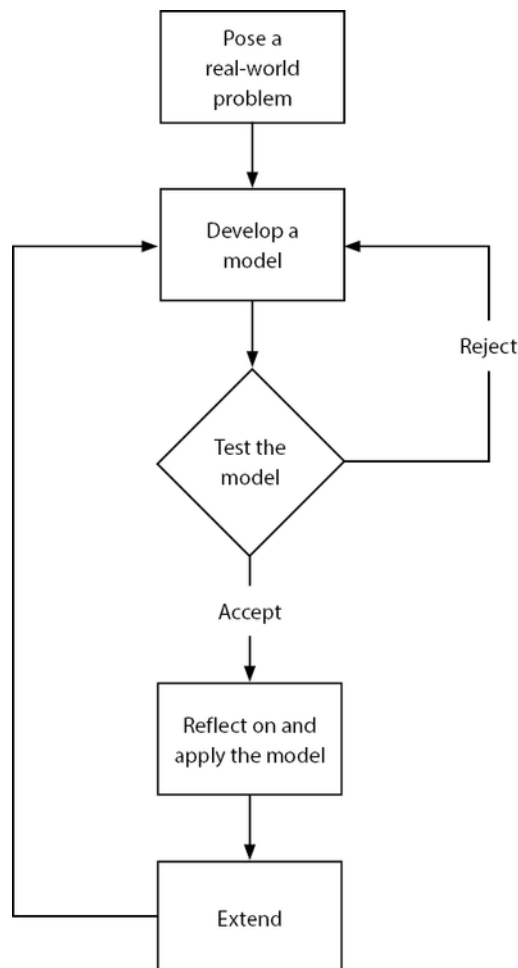 Pose a
real-world
problem
Develop a
model
Reject
Test the
model
Accept
Reflect on and
apply the model
Extend